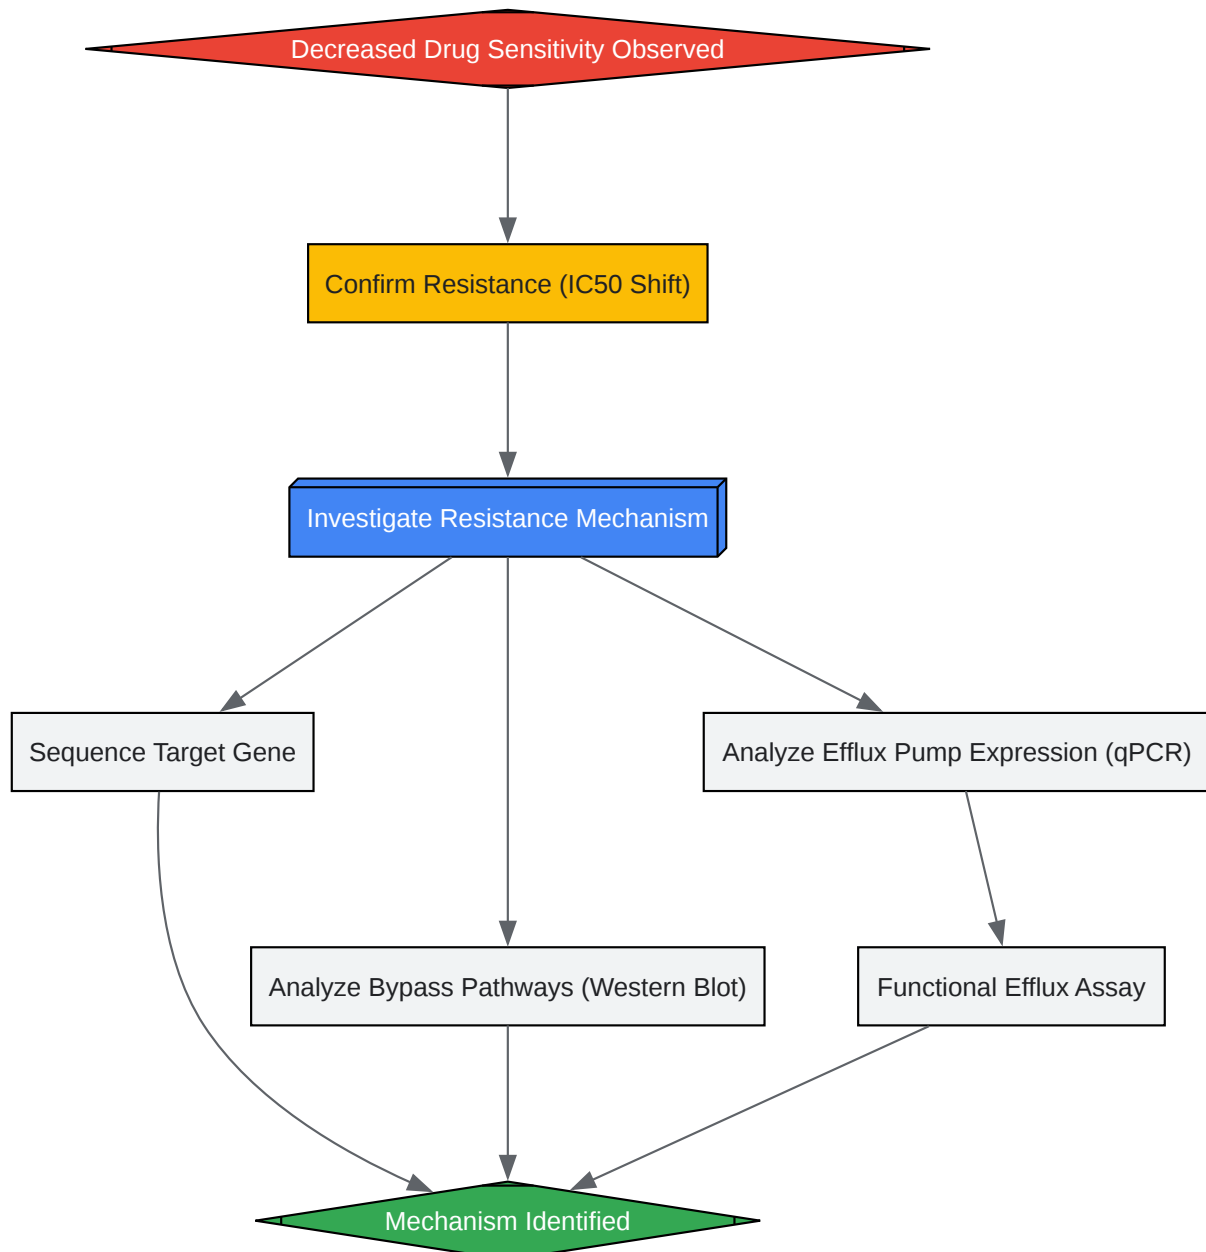 Decreased Drug Sensitivity Observed
Confirm Resistance (IC50 Shift)
Investigate Resistance Mechanism
Sequence Target Gene
Analyze Efflux Pump Expression (qPCR)
Analyze Bypass Pathways (Western Blot)
Functional Efflux Assay
Mechanism Identified